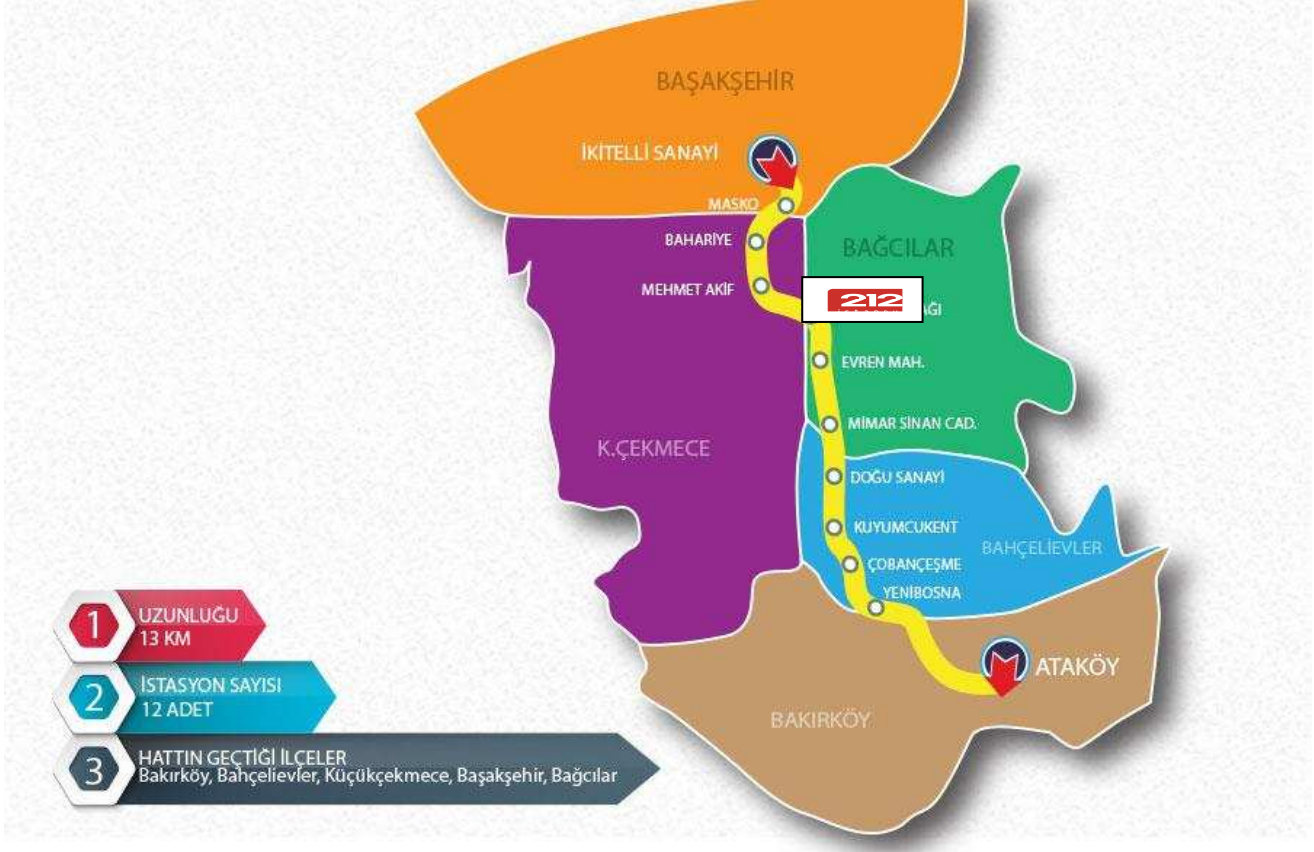 BAŞAKŞEHİR
İKİTELLİ SANAYİ
MASKO
BAHARİYE
BAĞCILAR
MEHMET AKİF
212
AĞI
EVREN MAH.
MİMAR SİNAN CAD.
K.ÇEKMECE
DOĞU SANAYİ
KUYUMCUKENT
BAHÇELİEVLER
ÇOBANÇEŞME
YENİBOSNA
ATAKÖY
BAKIRKÖY
1
UZUNLUĞU
13 KM
2
İSTASYON SAYISI
12 ADET
3
HATTIN GEÇTİĞİ İLÇELER
Bakırköy, Bahçelievler, Küçükçekmece, Başakşehir, Bağcılar